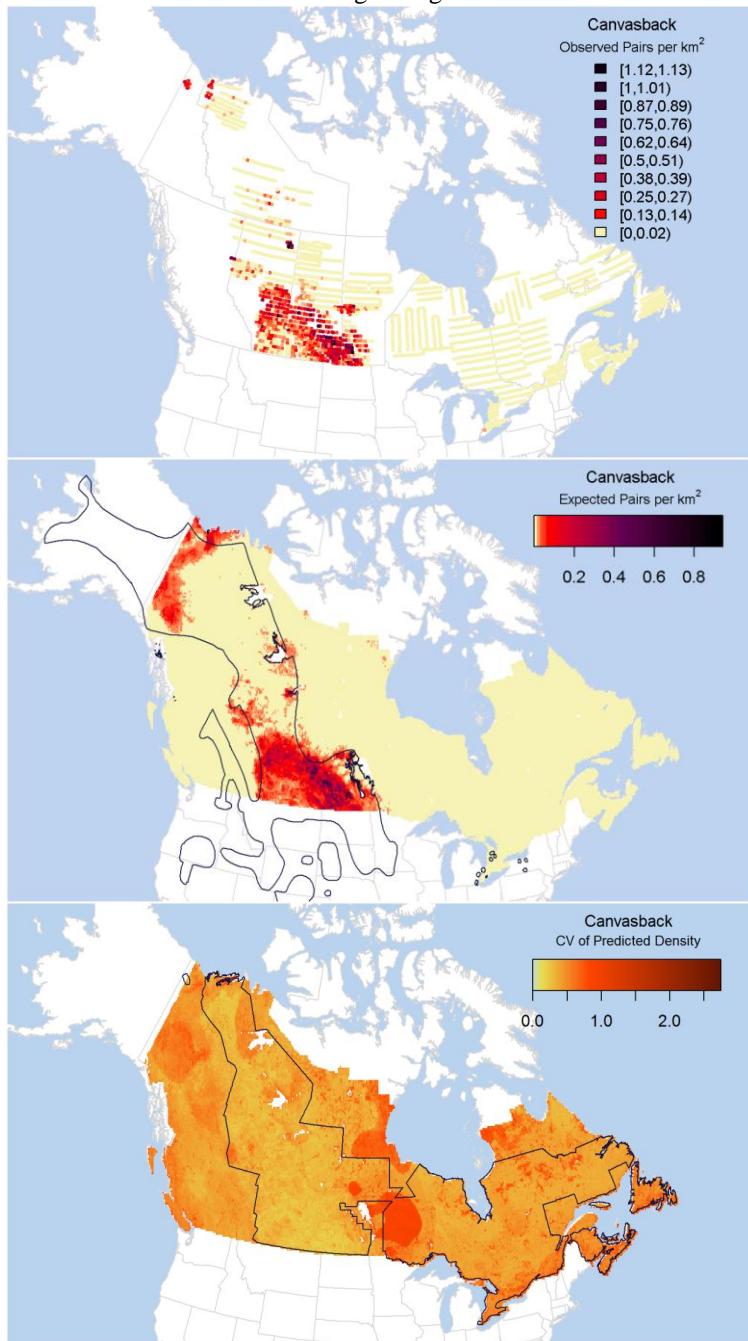 Canvasback
Observed Pairs per km²
[1.12,1.13)
[1,1.01)
[0.87,0.89)
[0.75,0.76)
[0.62,0.64)
[0.5,0.51)
[0.38,0.39)
[0.25,0.27)
[0.13,0.14)
[0,0.02)
Canvasback
Expected Pairs per km²
0.2 0.4 0.6 0.8
Canvasback
CV of Predicted Density
0.0 1.0 2.0